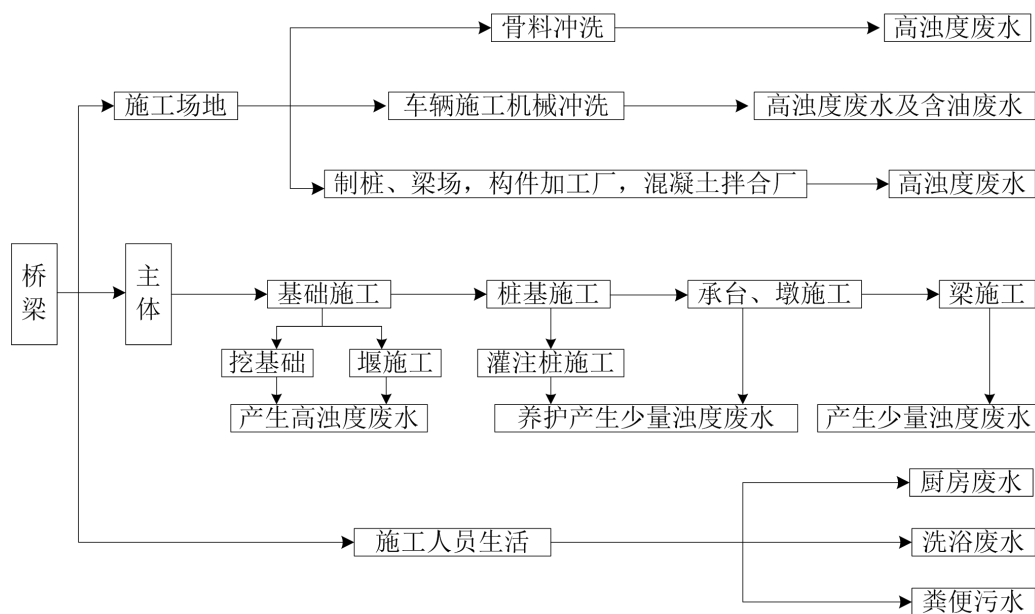 骨料冲洗
高浊度废水
施工场地
车辆施工机械冲洗
高浊度废水及含油废水
制桩、梁场，构件加工厂，混凝土拌合厂
高浊度废水
桥梁
主体
基础施工
桩基施工
承台、墩施工
梁施工
挖基础
堰施工
灌注桩施工
产生高浊度废水
养护产生少量浊度废水
产生少量浊度废水
厨房废水
施工人员生活
洗浴废水
粪便污水